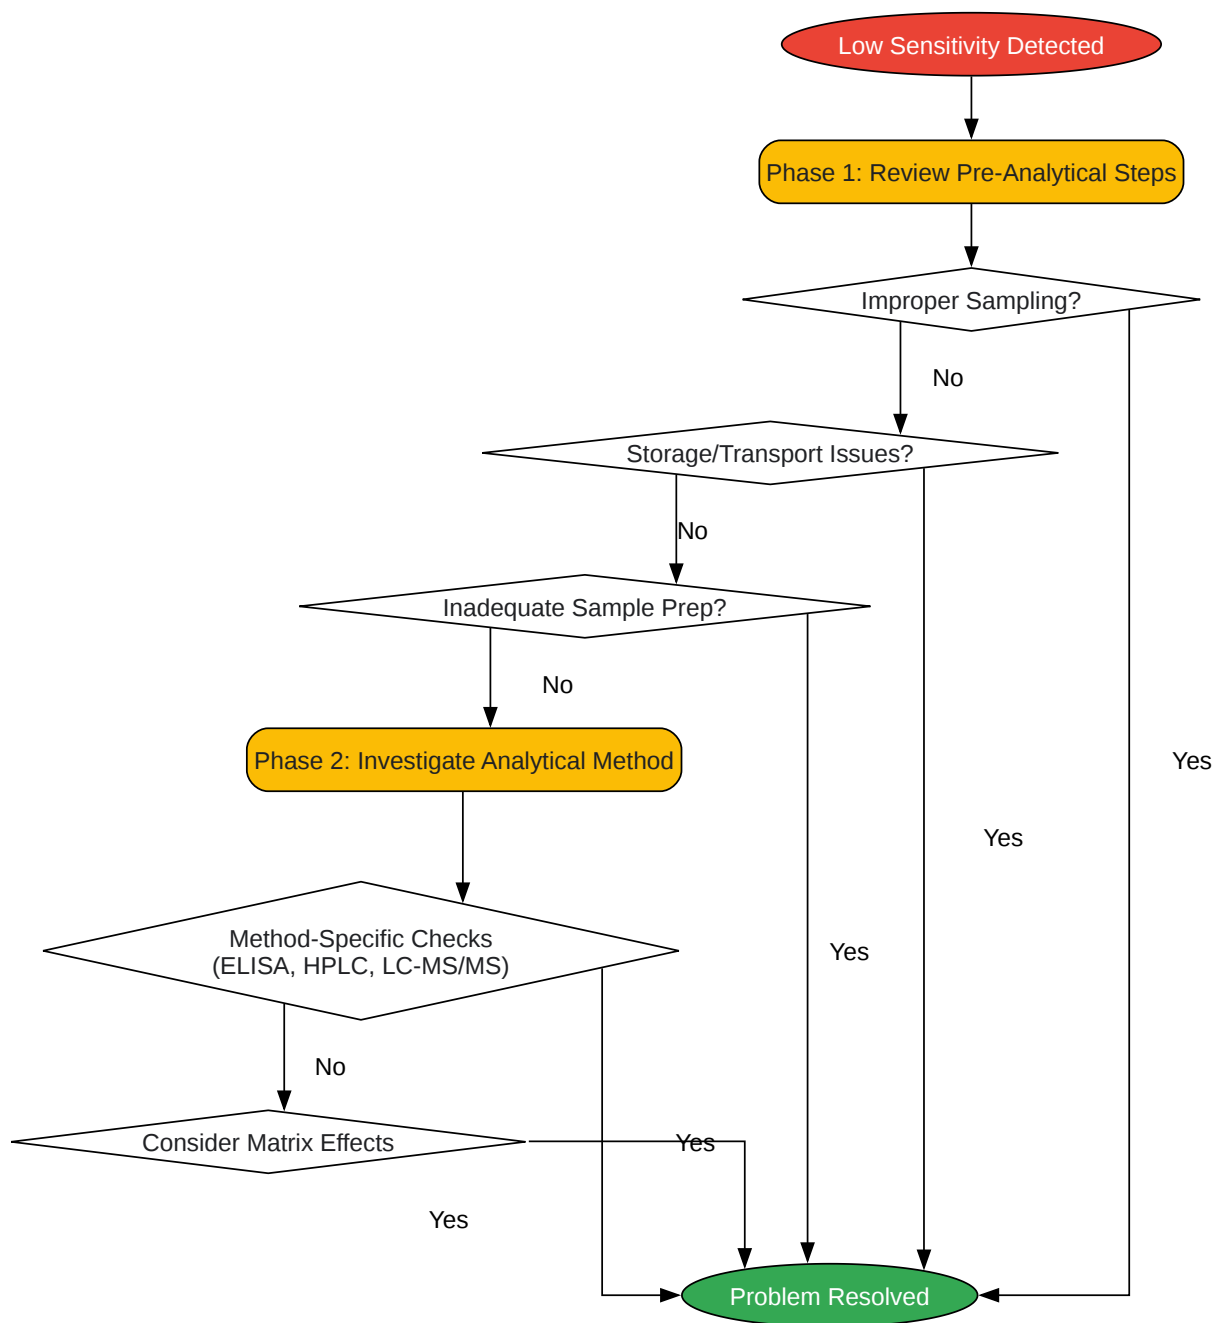 Low Sensitivity Detected
Phase 1: Review Pre-Analytical Steps
Improper Sampling?
No
Storage/Transport Issues?
No
Inadequate Sample Prep?
No
Phase 2: Investigate Analytical Method
Yes
Yes
Method-Specific Checks
(ELISA, HPLC, LC-MS/MS)
Yes
No
Consider Matrix Effects
Yes
Yes
Problem Resolved